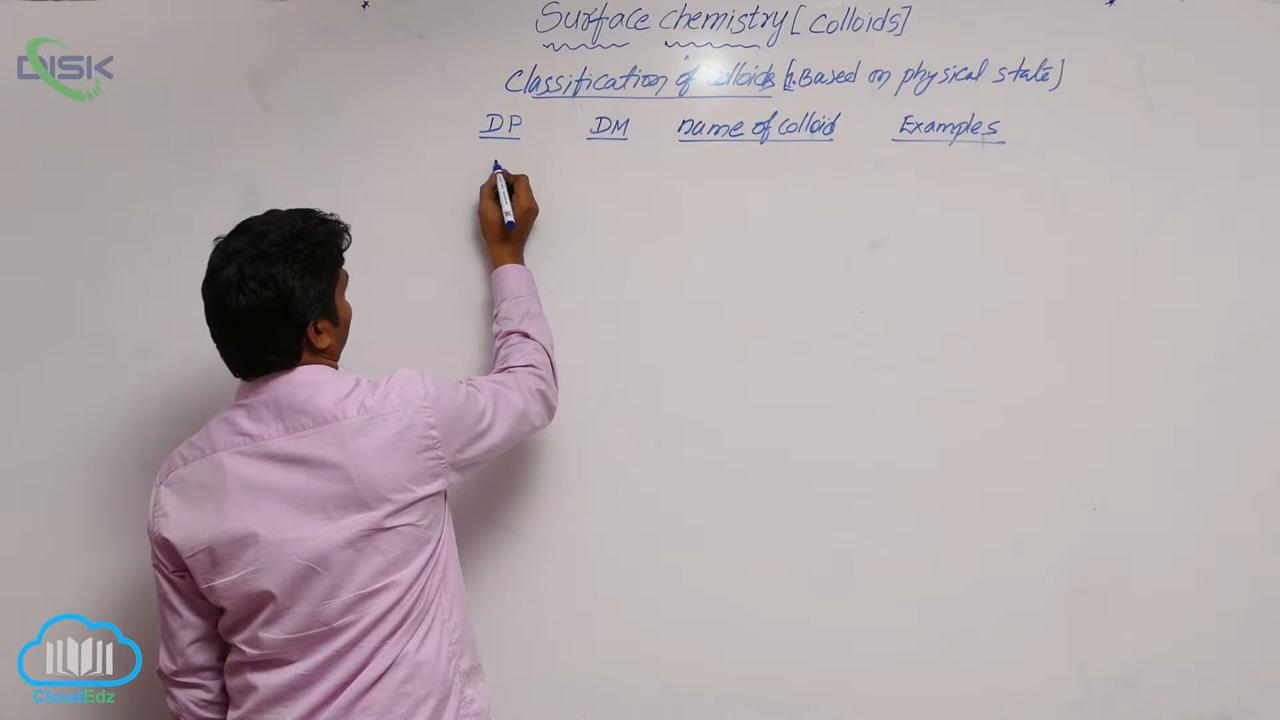 Surface chemistry [Colloids]
DISK
Classification of Colloids [1. Based on physical state]
DP DM name of Colloid Examples
CloudEdz